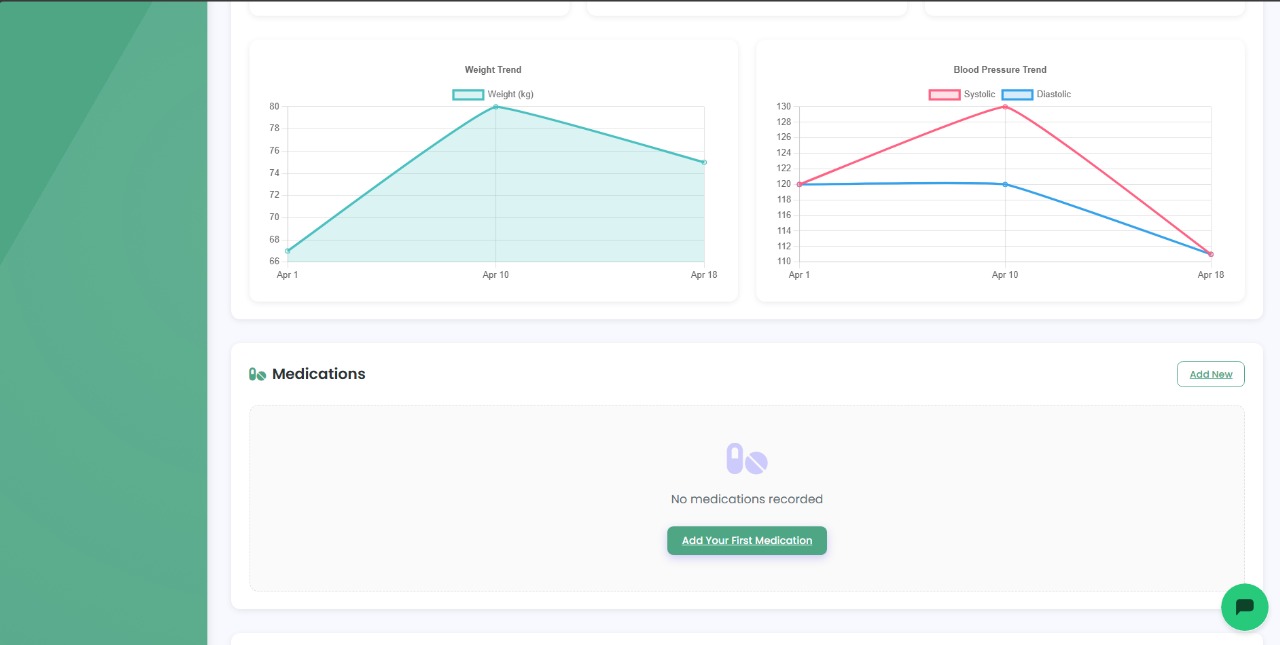 Weight Trend
Weight (kg)
80
78
76
74
72
70
68
66
Apr 1 Apr 10 Apr 18
Blood Pressure Trend
Systolic Diastolic
130
128
126
124
122
120
118
116
114
112
110
Apr 1 Apr 10 Apr 18
Medications
Add New
No medications recorded
Add Your First Medication